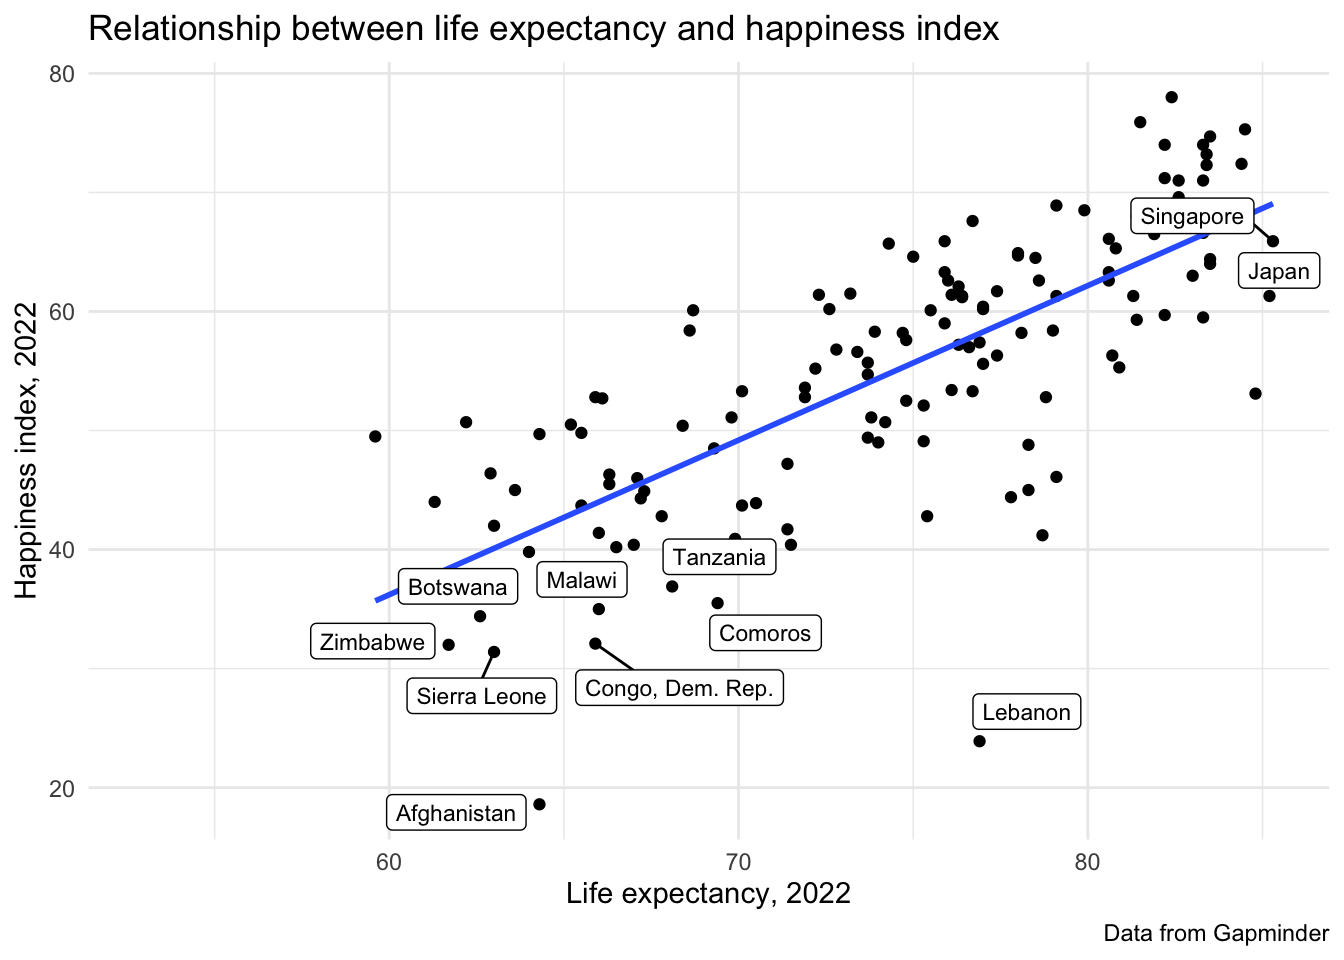 Relationship between life expectancy and happiness index
80
60
40
20
Happiness index, 2022
Singapore
Japan
Tanzania
Malawi
Botswana
Comoros
Zimbabwe
Congo, Dem. Rep.
Sierra Leone
Lebanon
Afghanistan
60
70
80
Life expectancy, 2022
Data from Gapminder